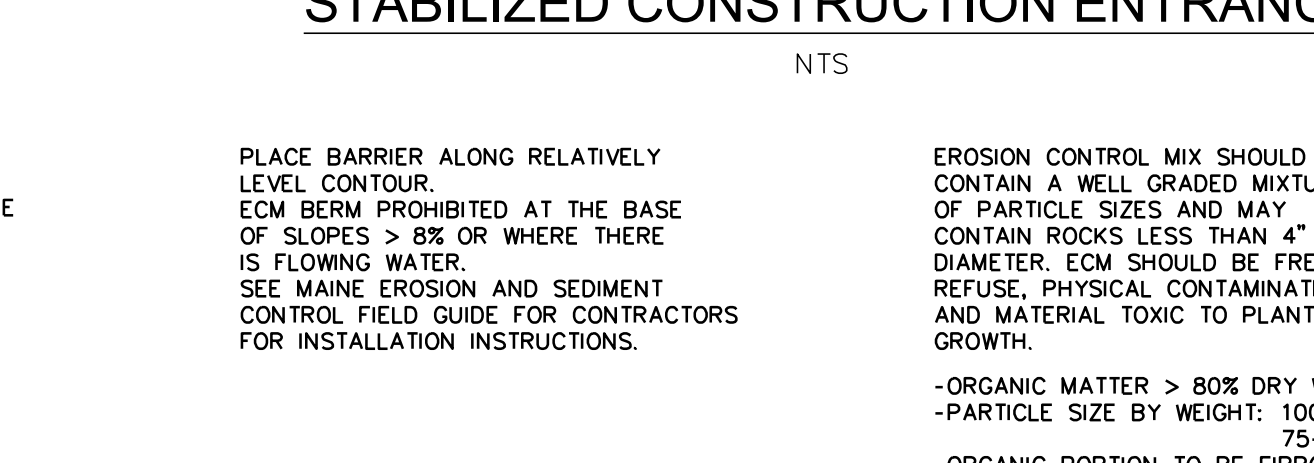 STABILIZED CONSTRUCTION
NTS
E
PLACE BARRIER ALONG RELATIVELY
LEVEL CONTOUR.
ECM BERM PROHIBITED AT THE BASE
OF SLOPES > 8% OR WHERE THERE
IS FLOWING WATER.
SEE MAINE EROSION AND SEDIMENT
CONTROL FIELD GUIDE FOR CONTRACTORS
FOR INSTALLATION INSTRUCTIONS.
EROSION CONTROL MIX SHOULD
CONTAIN A WELL GRADED
OF PARTICLE SIZES AND MAY
CONTAIN ROCKS LESS THAN 4"
DIAMETER. ECM SHOULD BE
REFUSE, PHYSICAL
AND MATERIAL TOXIC TO PLANT
GROWTH.
-ORGANIC MATTER > 80% DRY
-PARTICLE SIZE BY WEIGHT: